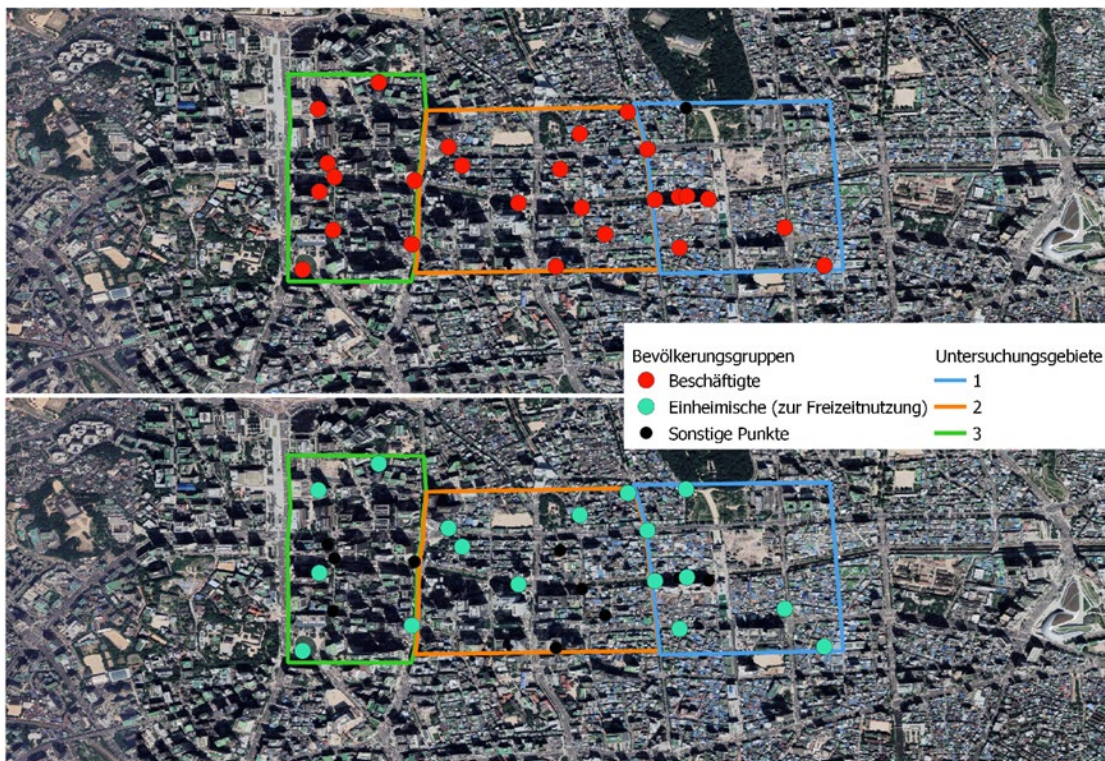 Bevölkerungsgruppen
Beschäftigte
Einheimische (zur Freizeitnutzung)
Sonstige Punkte
Untersuchungsgebiete
1
2
3